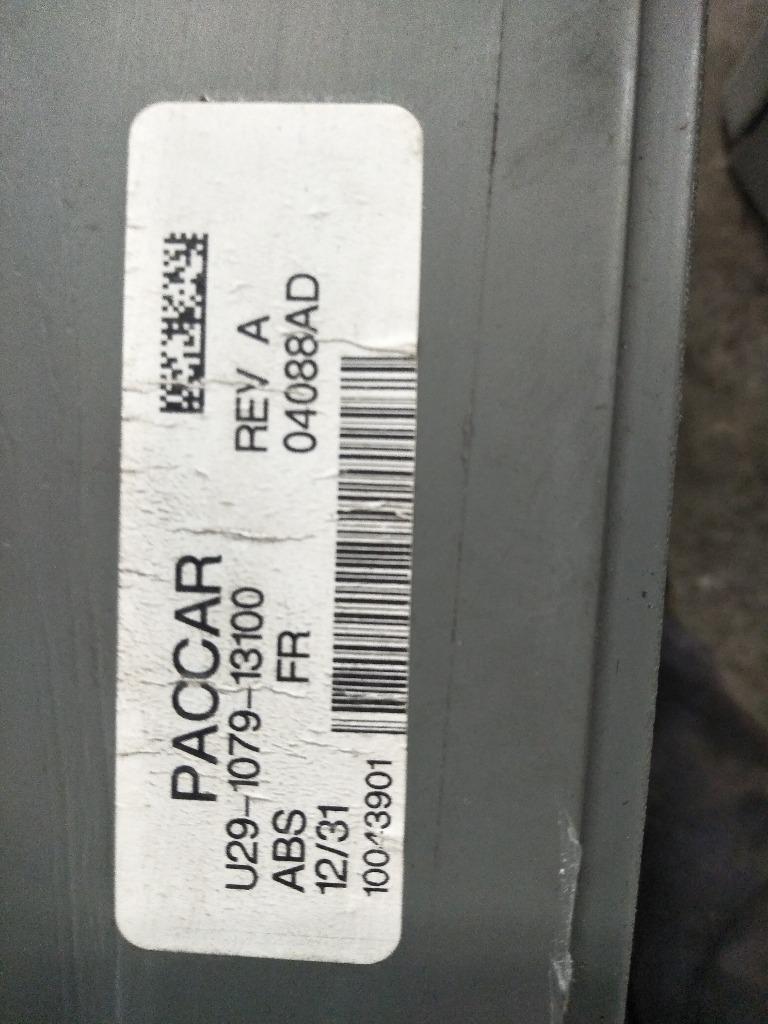 PACCAR
U29-1079-13100 REV A
ABS FR 04088AD
12/31
10043901